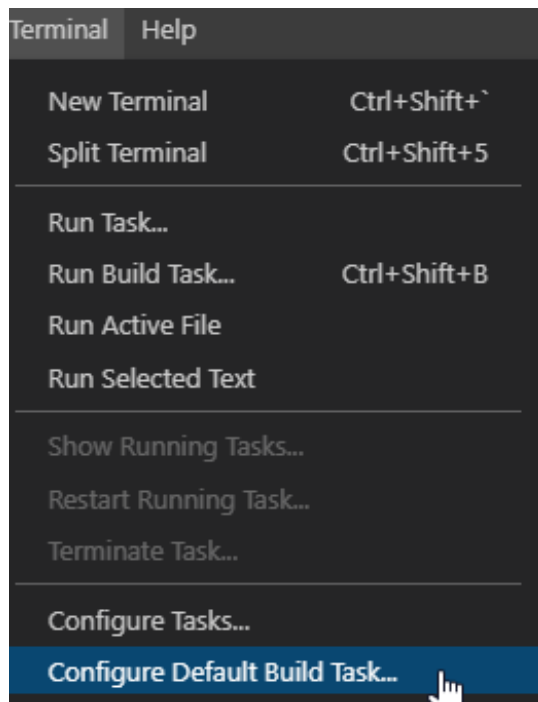 Terminal Help
New Terminal Ctrl+Shift+`
Split Terminal Ctrl+Shift+5
Run Task...
Run Build Task... Ctrl+Shift+B
Run Active File
Run Selected Text
Show Running Tasks...
Restart Running Task...
Terminate Task...
Configure Tasks...
Configure Default Build Task...